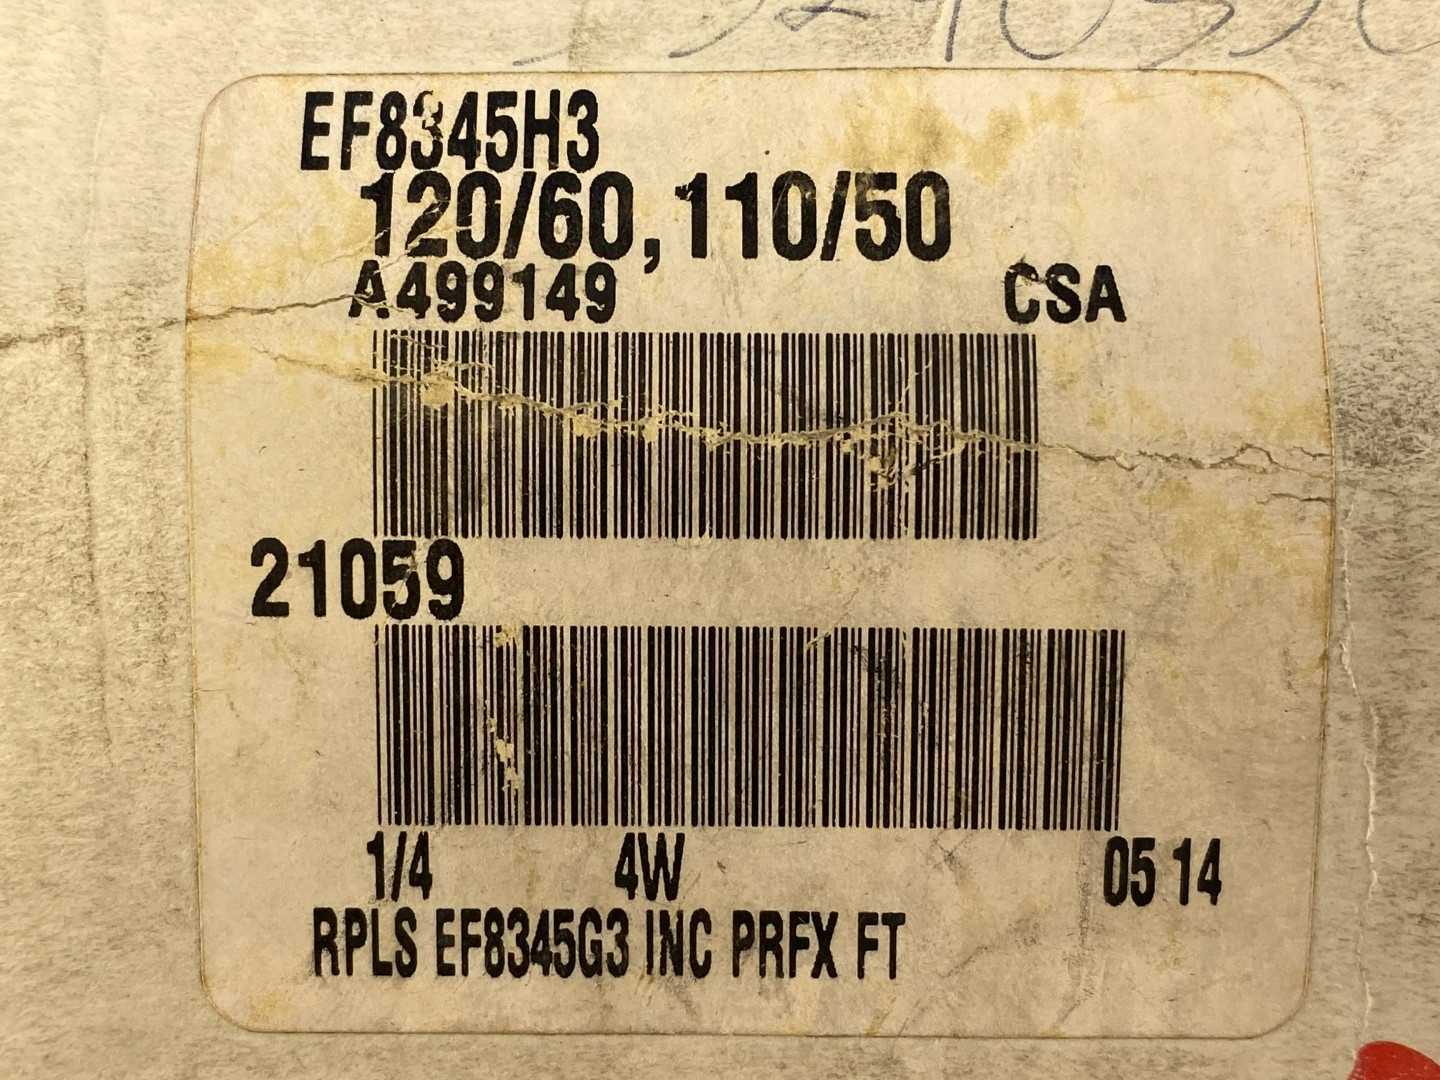 EF8345H3
120/60,110/50
A499149 CSA
21059
1/4 4W 05 14
RPLS EF8345G3 INC PRFX FT